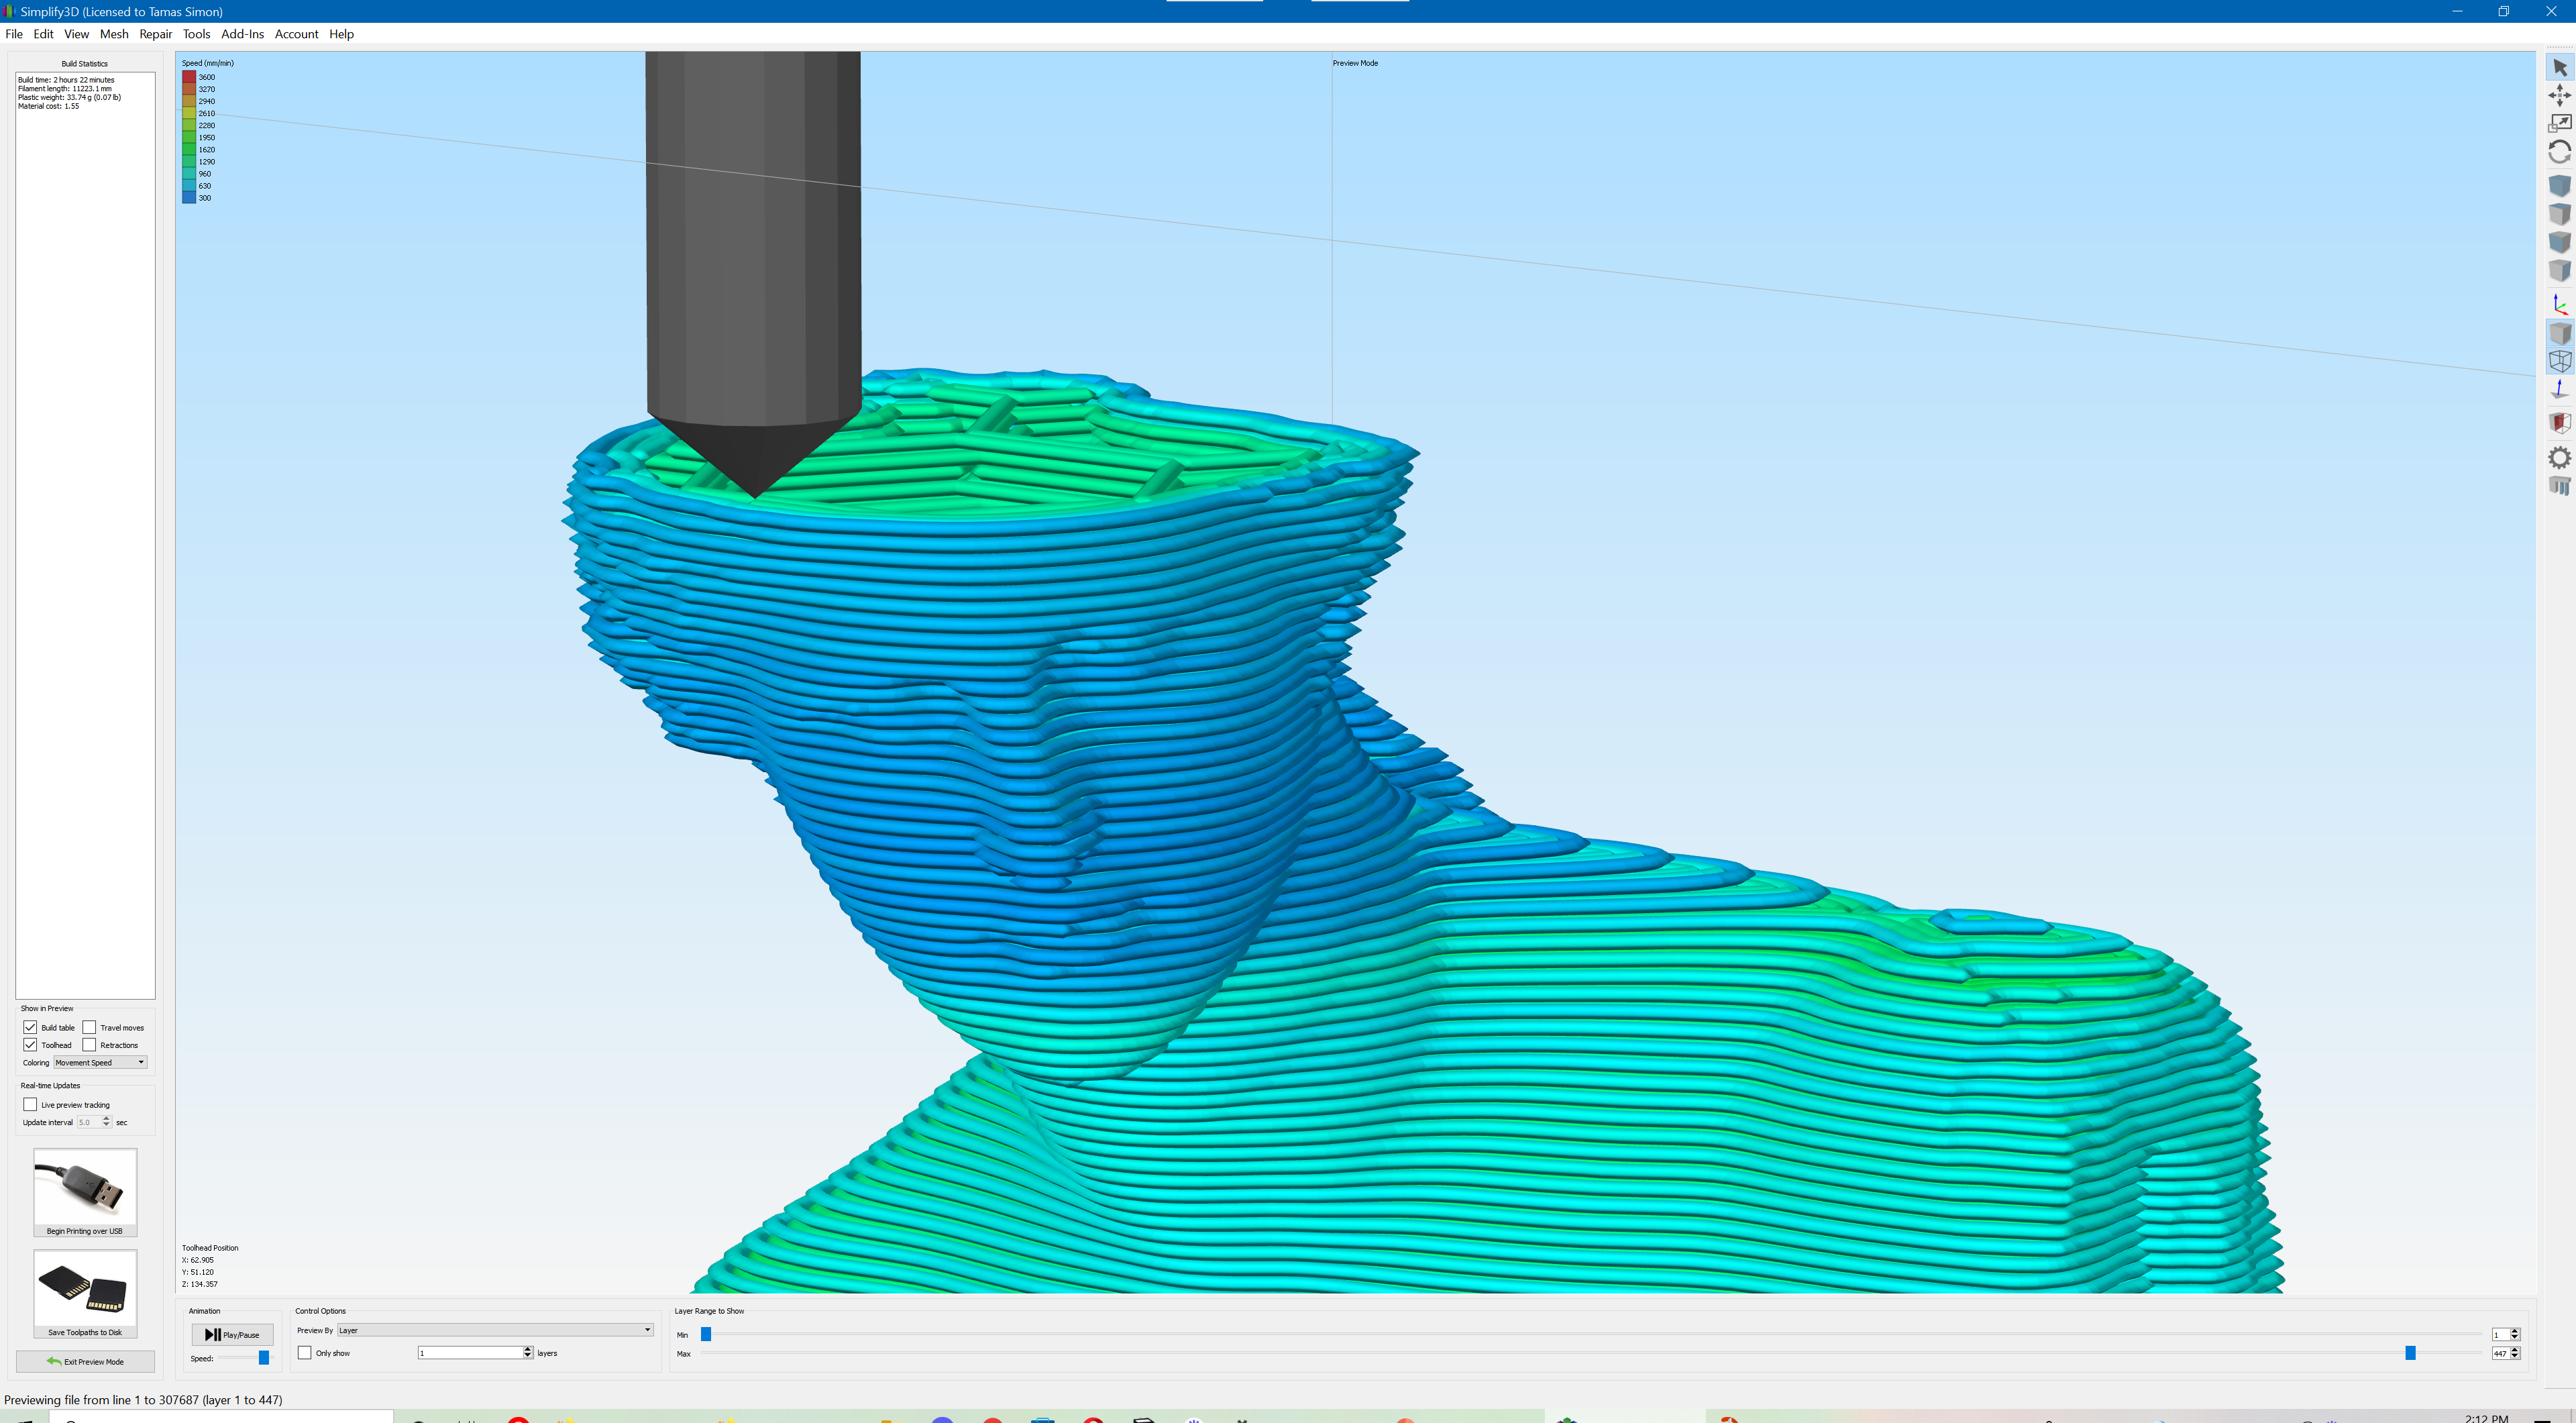 Simplify3D (Licensed to Tamas Simon)
File Edit View Mesh Repair Tools Add-Ins Account Help
Build Statistics
Build time: 2 hours 22 minutes
Filament length: 11223.1 mm
Plastic weight: 33.74 g (0.07 lb)
Material cost: 1.55
Speed (mm/min)
3600
3270
2940
2610
2280
1950
1620
1290
960
630
300
Preview Mode
Show in Preview
Build table Travel moves
Toolhead Retractions
Coloring Movement Speed
Real-time Updates
Live preview tracking
Update interval 5.0 sec
Begin Printing over USB
Save Toolpaths to Disk
Exit Preview Mode
Toolhead Position
X: 62.905
Y: 51.120
Z: 134.357
Animation
Play/Pause
Speed:
Control Options
Preview By Layer
Only show 1 layers
Layer Range to Show
Min 1
Max 447
Previewing file from line 1 to 307687 (layer 1 to 447)
2:12 PM